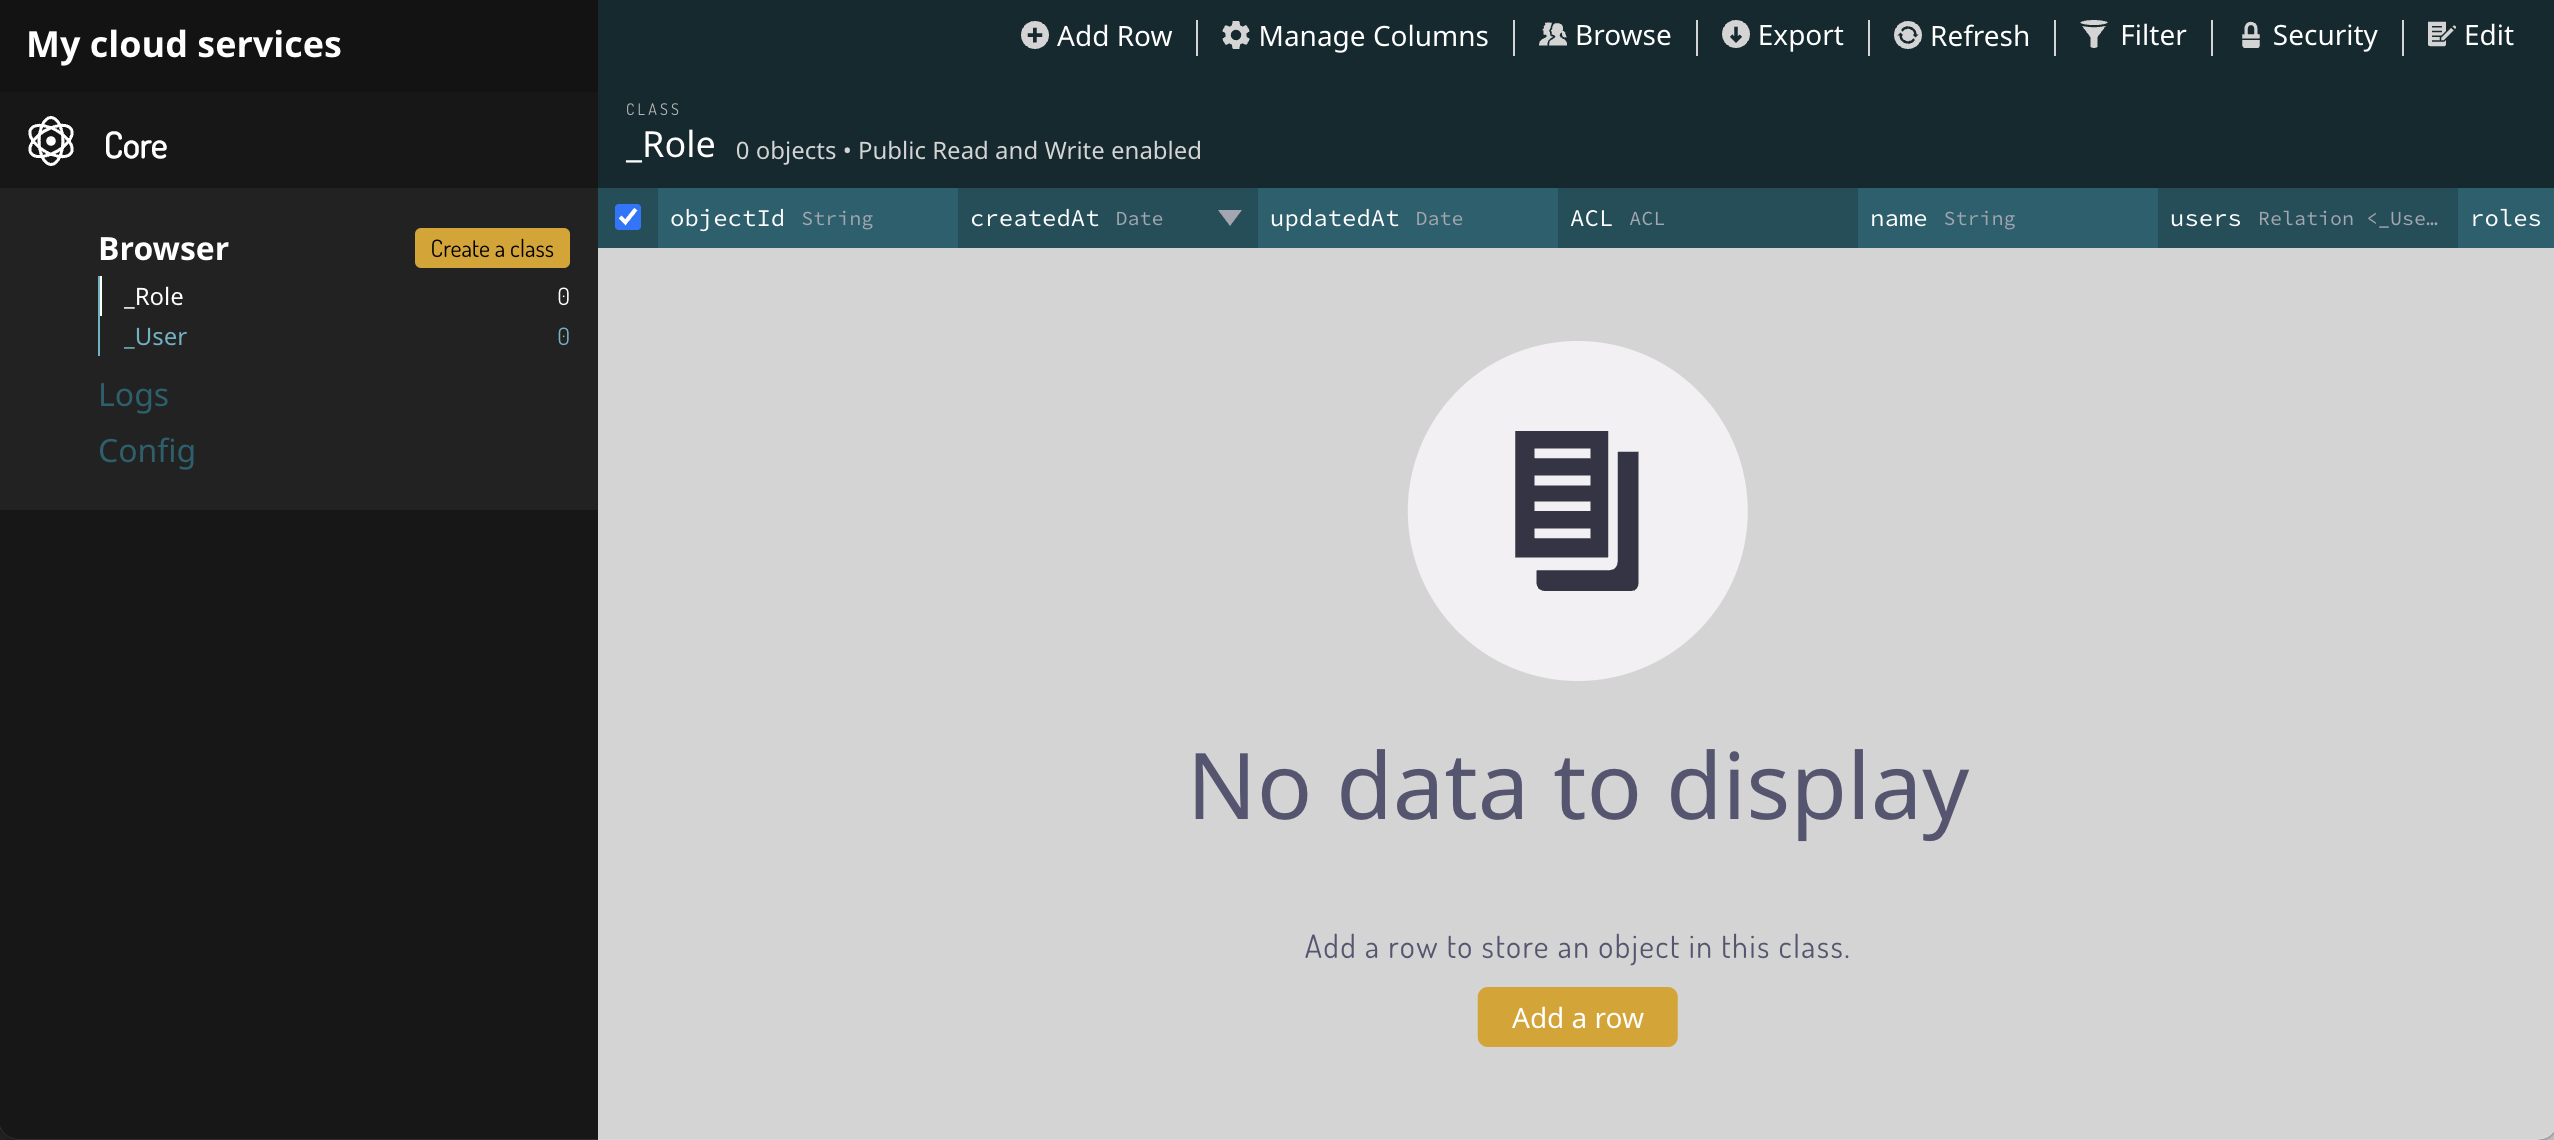 My cloud services
Core
Browser
Create a class
_Role 0
_User 0
Logs
Config
Add Row | Manage Columns | Browse | Export | Refresh | Filter | Security | Edit
CLASS
_Role 0 objects • Public Read and Write enabled
objectId String createdAt Date updatedAt Date ACL ACL name String users Relation <_Use… roles
No data to display
Add a row to store an object in this class.
Add a row